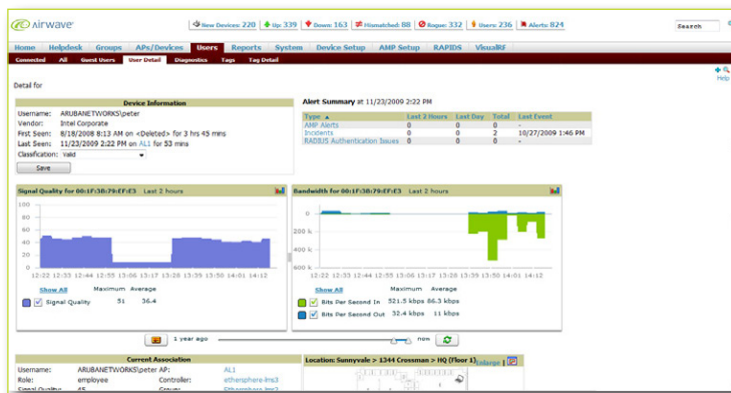 airwave
New Devices: 220 Up: 339 Down: 163 Mismatched: 88 Rogue: 332 Users: 236 Alerts: 824
Search
Home Helpdesk Groups APs/Devices Users Reports System Device Setup AMP Setup RAPIDS VisualRF
Connected All Guest Users User Detail Diagnostics Tags Tag Detail
Help
Detail for
Device Information
Username: ARUBANETWORKS\peter
Vendor: Intel Corporate
First Seen: 8/18/2008 8:13 AM on <Deleted> for 3 hrs 45 mins
Last Seen: 11/23/2009 2:22 PM on AL1 for 53 mins
Classification: Valid
Save
Alert Summary at 11/23/2009 2:22 PM
Type Last 2 Hours Last Day Total Last Event
AMP Alerts 0 0 0 -
Incidents 0 0 2 10/27/2009 1:46 PM
RADIUS Authentication Issues 0 0 0 -
Signal Quality for 00:1F:3B:79:EF:E3 Last 2 hours
100
80
60
40
20
0
12:22 12:33 12:44 12:55 13:06 13:17 13:28 13:39 13:50 14:01 14:12
Show All Maximum Average
Signal Quality 51 36.4
Bandwidth for 00:1F:3B:79:EF:E3 Last 2 hours
0
200 k
400 k
600 k
12:22 12:33 12:44 12:55 13:06 13:17 13:28 13:39 13:50 14:01 14:12
Show All Maximum Average
Bits Per Second In 521.5 kbps 86.3 kbps
Bits Per Second Out 32.4 kbps 11 kbps
1 year ago now
Current Association
Username: ARUBANETWORKS\peter AP: AL1
Role: employee Controller: ethersphere-lms3
Signal Quality: 45 Group:
Location: Sunnyvale > 1344 Crossman > HQ (Floor 1) Enlarge